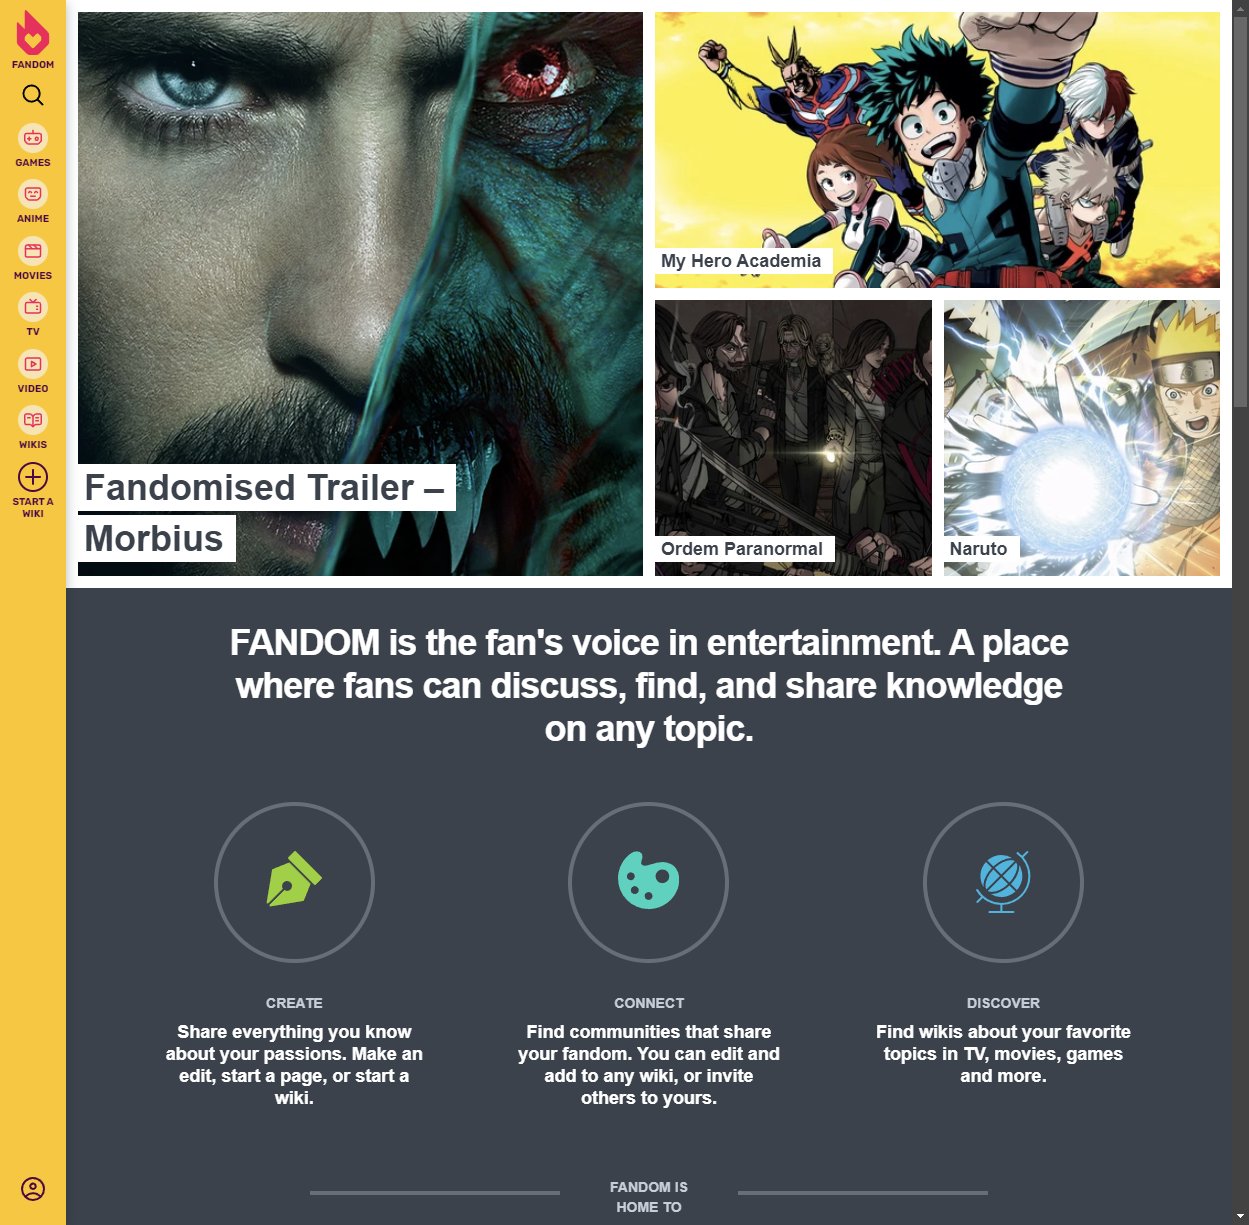 FANDOM
GAMES
ANIME
MOVIES
TV
VIDEO
WIKIS
START A
WIKI
Fandomised Trailer –
Morbius
My Hero Academia
Ordem Paranormal
Naruto
FANDOM is the fan's voice in entertainment. A place
where fans can discuss, find, and share knowledge
on any topic.
CREATE
Share everything you know
about your passions. Make an
edit, start a page, or start a
wiki.
CONNECT
Find communities that share
your fandom. You can edit and
add to any wiki, or invite
others to yours.
DISCOVER
Find wikis about your favorite
topics in TV, movies, games
and more.
FANDOM IS
HOME TO